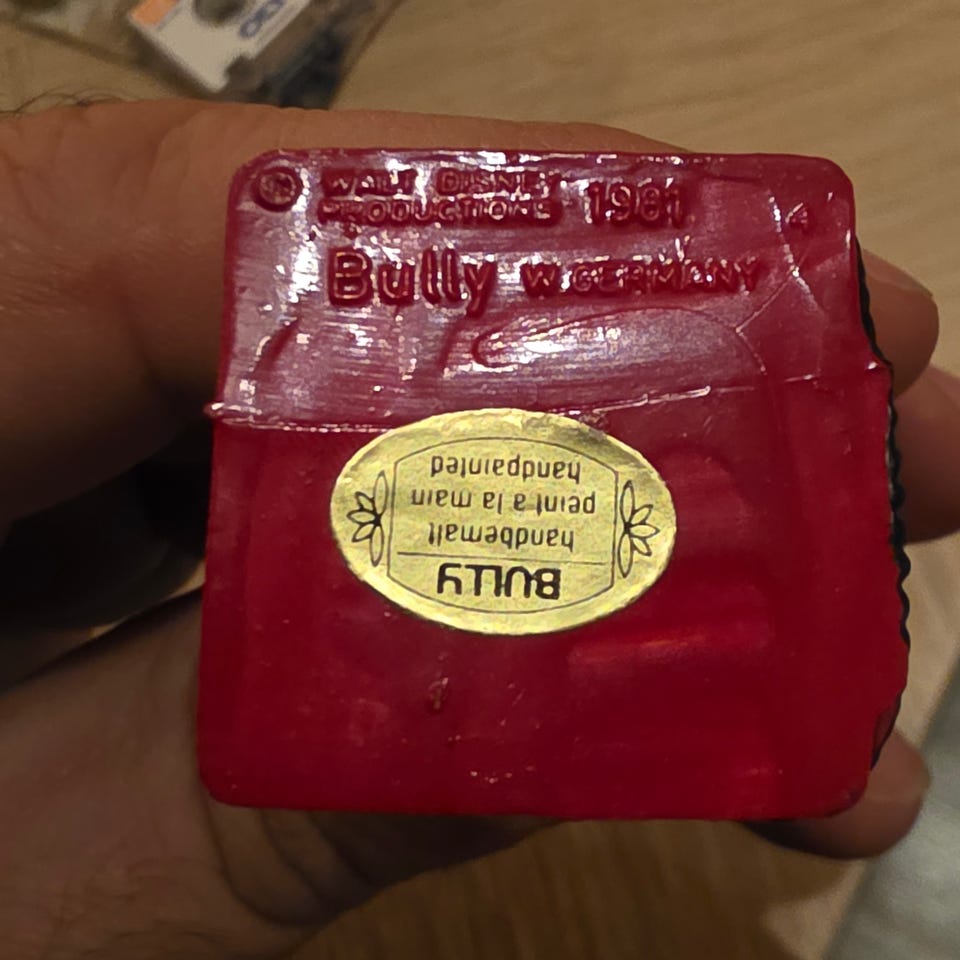 WALT DISNEY
PRODUCTIONS 1981
Bully W.GERMANY
BULLY
handbemalt
peint a la main
handpainted